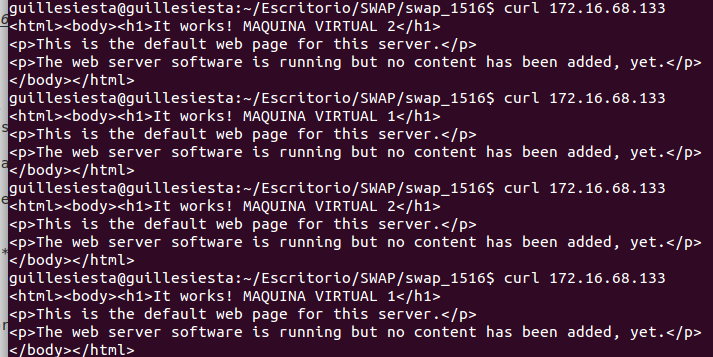 guillesiesta@guillesiesta:~/Escritorio/SWAP/swap_1516$ curl 172.16.68.133
<html><body><h1>It works! MAQUINA VIRTUAL 2</h1>
<p>This is the default web page for this server.</p>
<p>The web server software is running but no content has been added, yet.</p>
</body></html>
guillesiesta@guillesiesta:~/Escritorio/SWAP/swap_1516$ curl 172.16.68.133
<html><body><h1>It works! MAQUINA VIRTUAL 1</h1>
<p>This is the default web page for this server.</p>
<p>The web server software is running but no content has been added, yet.</p>
</body></html>
guillesiesta@guillesiesta:~/Escritorio/SWAP/swap_1516$ curl 172.16.68.133
<html><body><h1>It works! MAQUINA VIRTUAL 2</h1>
<p>This is the default web page for this server.</p>
<p>The web server software is running but no content has been added, yet.</p>
</body></html>
guillesiesta@guillesiesta:~/Escritorio/SWAP/swap_1516$ curl 172.16.68.133
<html><body><h1>It works! MAQUINA VIRTUAL 1</h1>
<p>This is the default web page for this server.</p>
<p>The web server software is running but no content has been added, yet.</p>
</body></html>